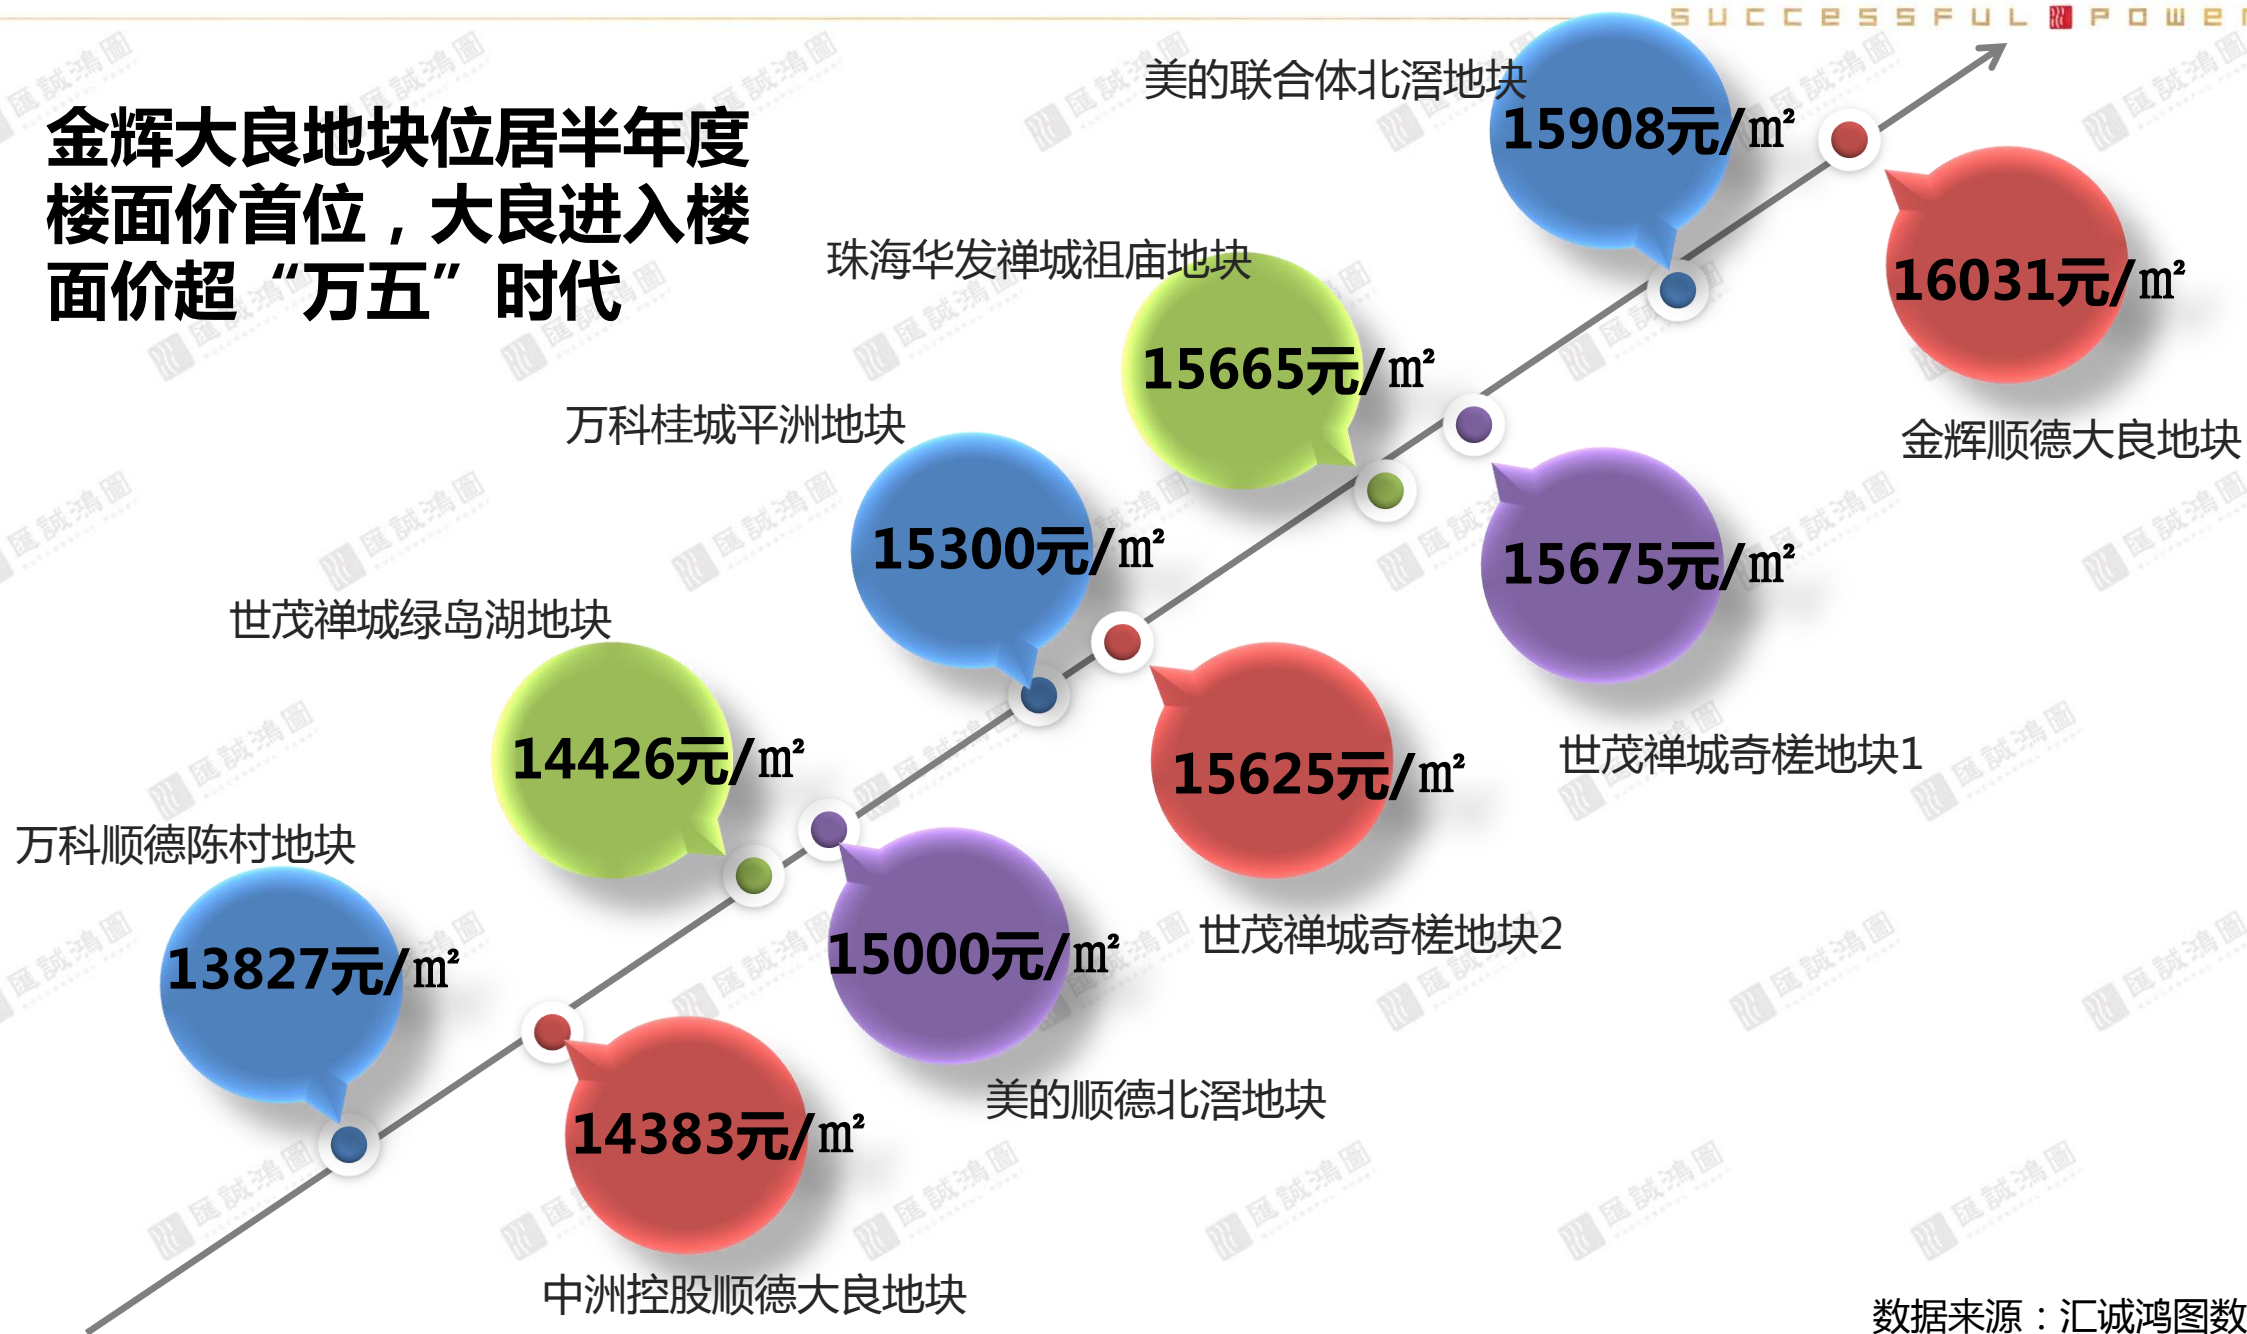 SUCCESSFUL POWE
金辉大良地块位居半年度
楼面价首位，大良进入楼
面价超“万五”时代
美的联合体北滘地块
15908元/㎡
16031元/㎡
金辉顺德大良地块
珠海华发禅城祖庙地块
15665元/㎡
15675元/㎡
世茂禅城奇槎地块1
万科桂城平洲地块
15300元/㎡
15625元/㎡
世茂禅城奇槎地块2
世茂禅城绿岛湖地块
14426元/㎡
15000元/㎡
美的顺德北滘地块
万科顺德陈村地块
13827元/㎡
14383元/㎡
中洲控股顺德大良地块
数据来源：汇诚鸿图数
匯誠鴻圖